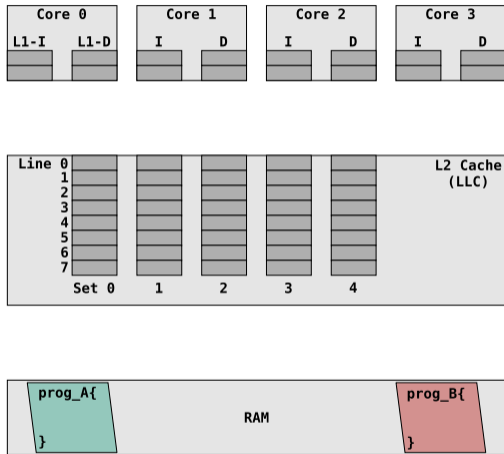 Core 0 Core 1 Core 2 Core 3
L1-I L1-D I D I D I D
Line 0 L2 Cache
1 (LLC)
2
3
4
5
6
7
Set 0 1 2 3 4
prog_A{ prog_B{
RAM
} }